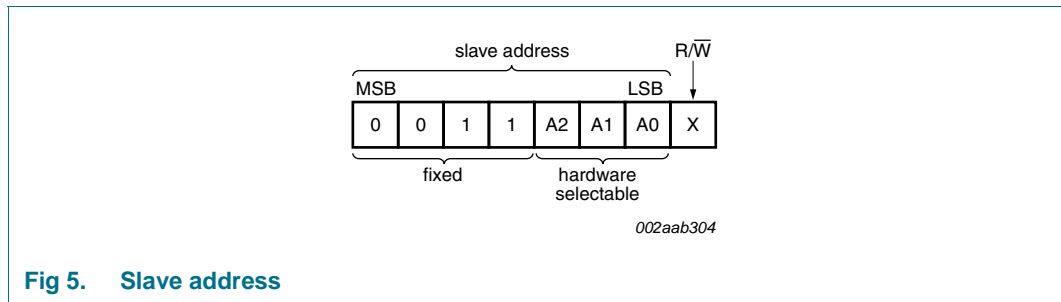 slave address
R/W̅
MSB
LSB
0 0 1 1 A2 A1 A0 X
fixed
hardware
selectable
002aab304
Fig 5. Slave address